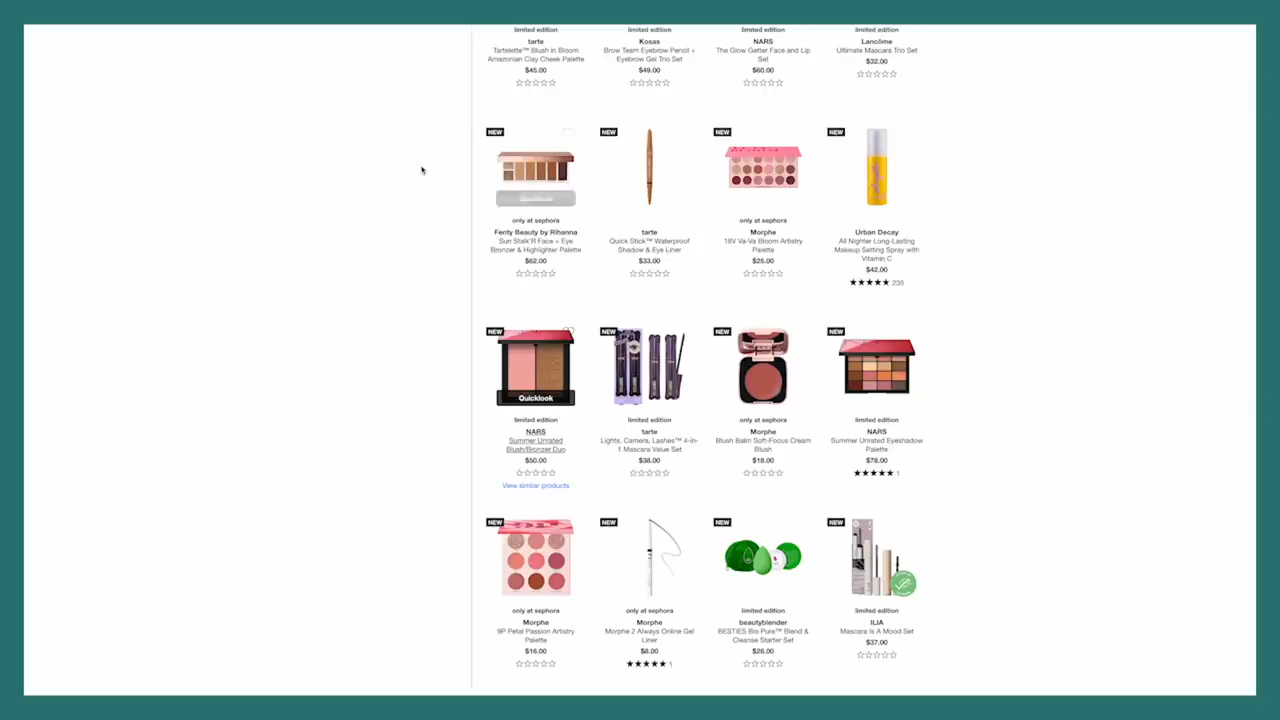 limited edition
tarte
Tartelette™ Blush in Bloom
Amazonian Clay Cheek Palette
$45.00
limited edition
Kosas
Brow Team Eyebrow Pencil +
Eyebrow Gel Trio Set
$49.00
limited edition
NARS
The Glow Getter Face and Lip
Set
$60.00
limited edition
Lancôme
Ultimate Mascara Trio Set
$32.00
NEW
only at sephora
Fenty Beauty by Rihanna
Sun Stalk'R Face + Eye
Bronzer & Highlighter Palette
$62.00
NEW
tarte
Quick Stick™ Waterproof
Shadow & Eye Liner
$33.00
NEW
only at sephora
Morphe
18V Va-Va Bloom Artistry
Palette
$25.00
NEW
Urban Decay
All Nighter Long-Lasting
Makeup Setting Spray with
Vitamin C
$42.00
235
NEW
Quicklook
limited edition
NARS
Summer Unrated
Blush/Bronzer Duo
$50.00
View similar products
NEW
limited edition
tarte
Lights, Camera, Lashes™ 4-in-
1 Mascara Value Set
$38.00
NEW
only at sephora
Morphe
Blush Balm Soft-Focus Cream
Blush
$18.00
NEW
limited edition
NARS
Summer Unrated Eyeshadow
Palette
$78.00
1
NEW
only at sephora
Morphe
9P Petal Passion Artistry
Palette
$16.00
NEW
only at sephora
Morphe
Morphe 2 Always Online Gel
Liner
$8.00
1
NEW
limited edition
beautyblender
BESTIES Bio Pure™ Blend &
Cleanse Starter Set
$28.00
NEW
limited edition
ILIA
Mascara Is A Mood Set
$37.00